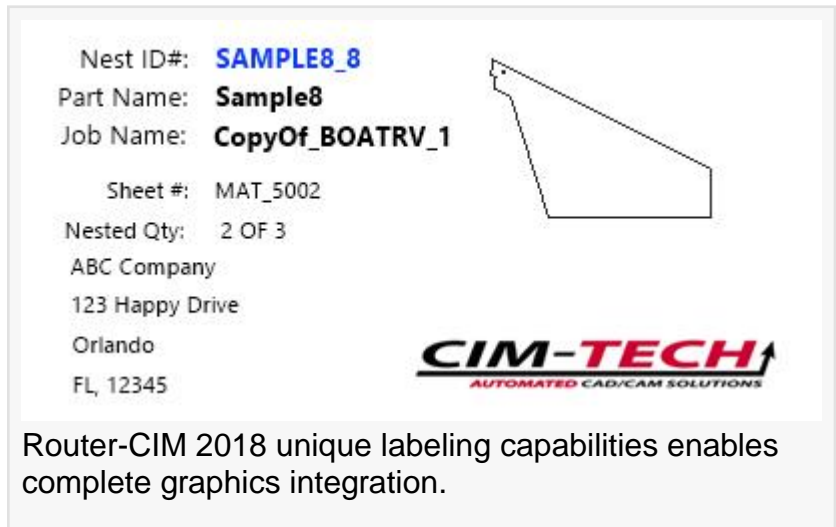 Nest ID#: SAMPLE8_8
Part Name: Sample8
Job Name: CopyOf_BOATRV_1
Sheet #: MAT_5002
Nested Qty: 2 OF 3
ABC Company
123 Happy Drive
Orlando
FL, 12345
CIM-TECH
AUTOMATED CAD/CAM SOLUTIONS
Router-CIM 2018 unique labeling capabilities enables
complete graphics integration.